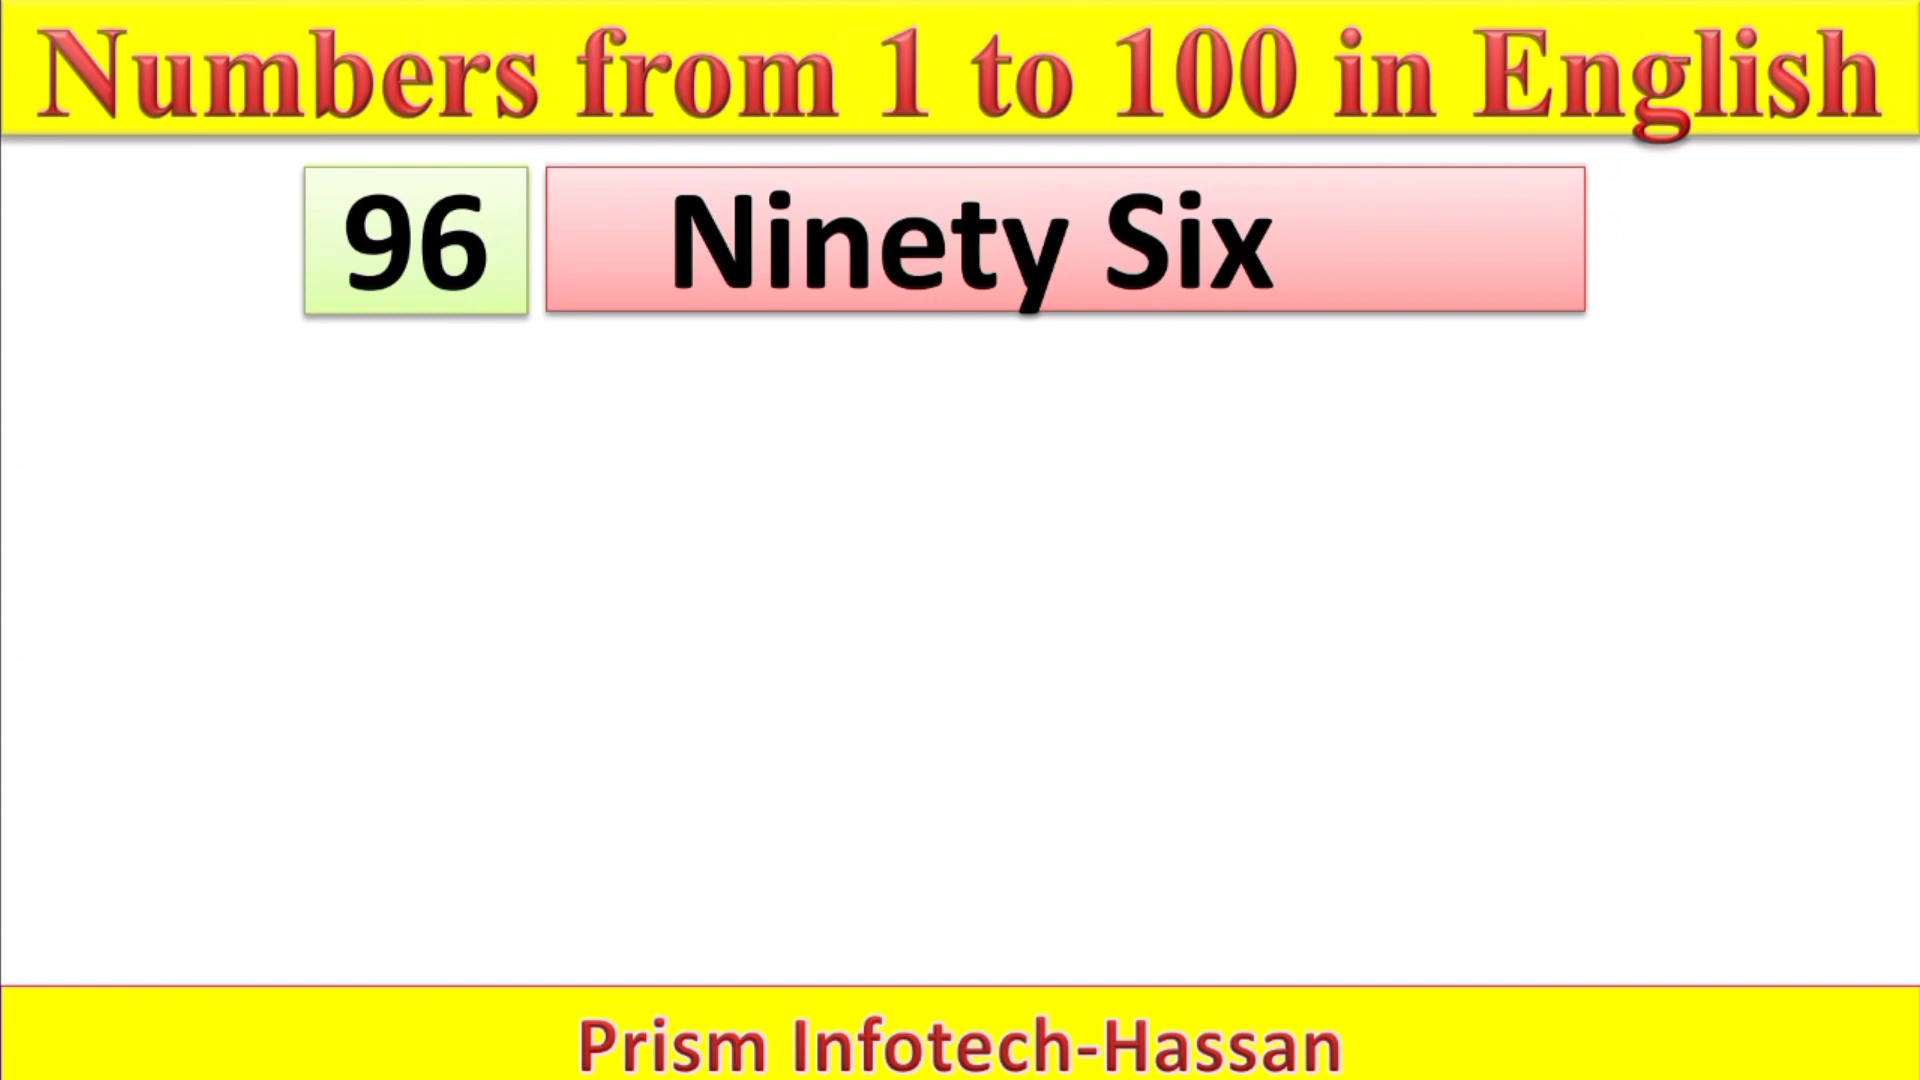 Numbers from 1 to 100 in English
96 Ninety Six
Prism Infotech-Hassan